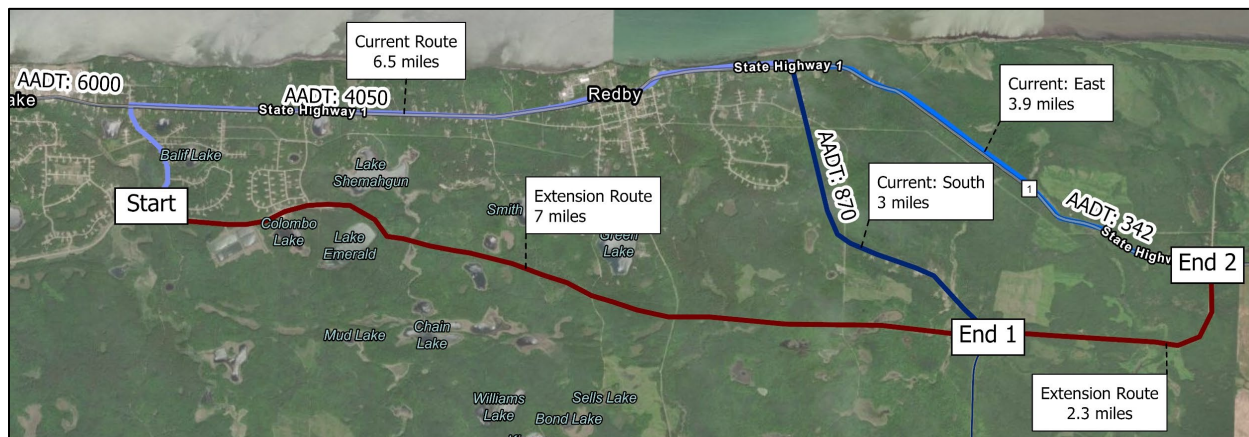 AADT: 6000
ake
Current Route
6.5 miles
AADT: 4050
State Highway 1
Redby
State Highway 1
Current: East
3.9 miles
Balif Lake
Lake
Shemahgun
AADT: 870
1
AADT: 342
Start
Extension Route
7 miles
Current: South
3 miles
Smith
Colombo
Lake
Lake
Emerald
Green
Lake
State Highw
End 2
Mud Lake
Chain
Lake
End 1
Williams
Lake
Sells Lake
Bond Lake
Extension Route
2.3 miles